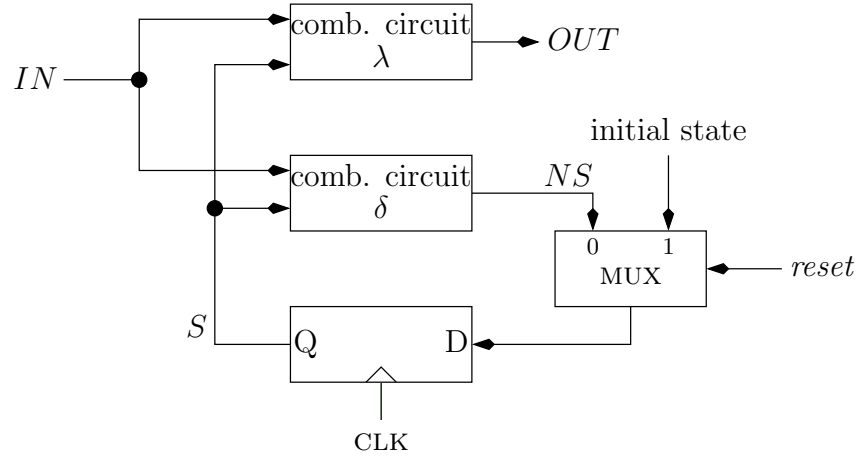 comb. circuit
λ
OUT
IN
initial state
comb. circuit
δ
NS
0 1
MUX
reset
S
Q D
CLK